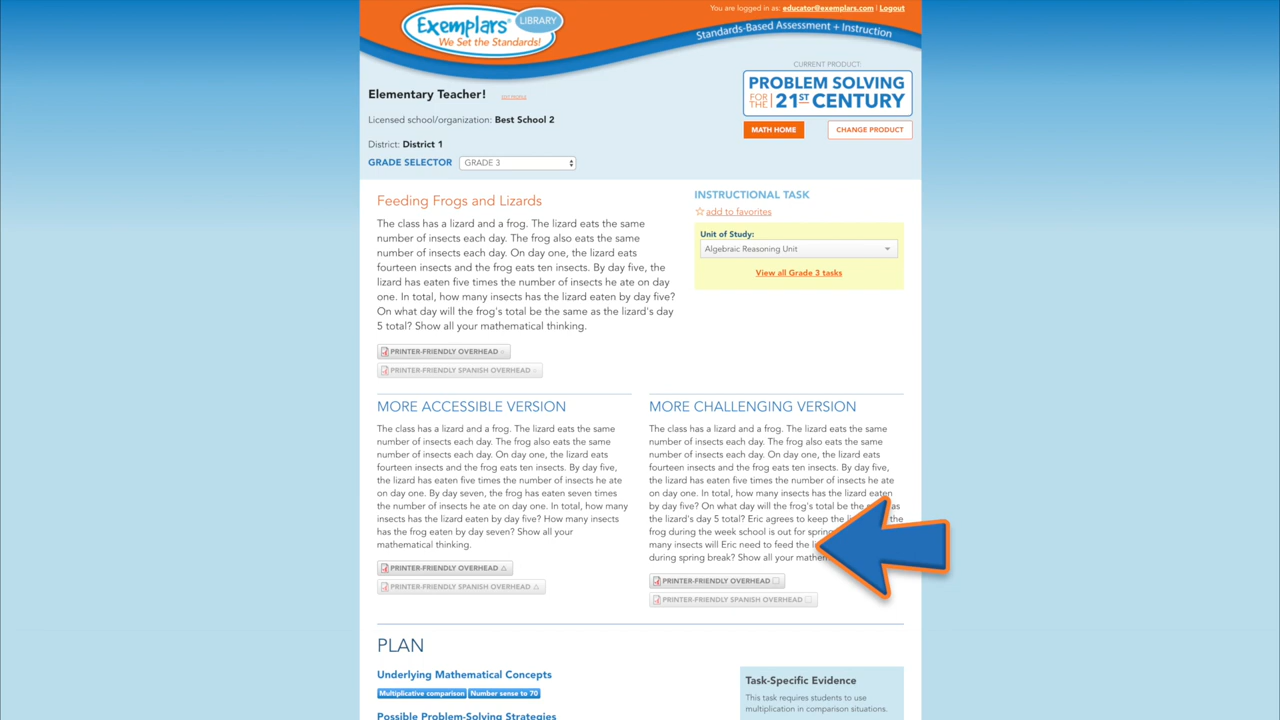 Exemplars LIBRARY
We Set the Standards!
You are logged in as: educator@exemplars.com | Logout
Standards-Based Assessment + Instruction
Elementary Teacher!
Licensed school/organization: Best School 2
District: District 1
GRADE SELECTOR GRADE 3
CURRENT PRODUCT:
PROBLEM SOLVING
FOR THE 21ST CENTURY
MATH HOME CHANGE PRODUCT
Feeding Frogs and Lizards
The class has a lizard and a frog. The lizard eats the same
number of insects each day. The frog also eats the same
number of insects each day. On day one, the lizard eats
fourteen insects and the frog eats ten insects. By day five, the
lizard has eaten five times the number of insects he ate on day
one. In total, how many insects has the lizard eaten by day five?
On what day will the frog's total be the same as the lizard's day
5 total? Show all your mathematical thinking.
PRINTER-FRIENDLY OVERHEAD
PRINTER-FRIENDLY SPANISH OVERHEAD
INSTRUCTIONAL TASK
add to favorites
Unit of Study:
Algebraic Reasoning Unit
View all Grade 3 tasks
MORE ACCESSIBLE VERSION
The class has a lizard and a frog. The lizard eats the same
number of insects each day. The frog also eats the same
number of insects each day. On day one, the lizard eats
fourteen insects and the frog eats ten insects. By day five,
the lizard has eaten five times the number of insects he ate
on day one. By day seven, the frog has eaten seven times
the number of insects he ate on day one. In total, how many
insects has the lizard eaten by day five? How many insects
has the frog eaten by day seven? Show all your
mathematical thinking.
PRINTER-FRIENDLY OVERHEAD
PRINTER-FRIENDLY SPANISH OVERHEAD
MORE CHALLENGING VERSION
The class has a lizard and a frog. The lizard eats the same
number of insects each day. The frog also eats the same
number of insects each day. On day one, the lizard eats
fourteen insects and the frog eats ten insects. By day five,
the lizard has eaten five times the number of insects he ate
on day one. In total, how many insects has the lizard eaten
by day five? On what day will the frog's total be the as
the lizard's day 5 total? Eric agrees to keep the the
frog during the week school is out for spring
many insects will Eric need to feed the
during spring break? Show all your
PRINTER-FRIENDLY OVERHEAD
PRINTER-FRIENDLY SPANISH OVERHEAD
PLAN
Underlying Mathematical Concepts
Multiplicative comparison Number sense to 70
Possible Problem-Solving Strategies
Task-Specific Evidence
This task requires students to use
multiplication in comparison situations.